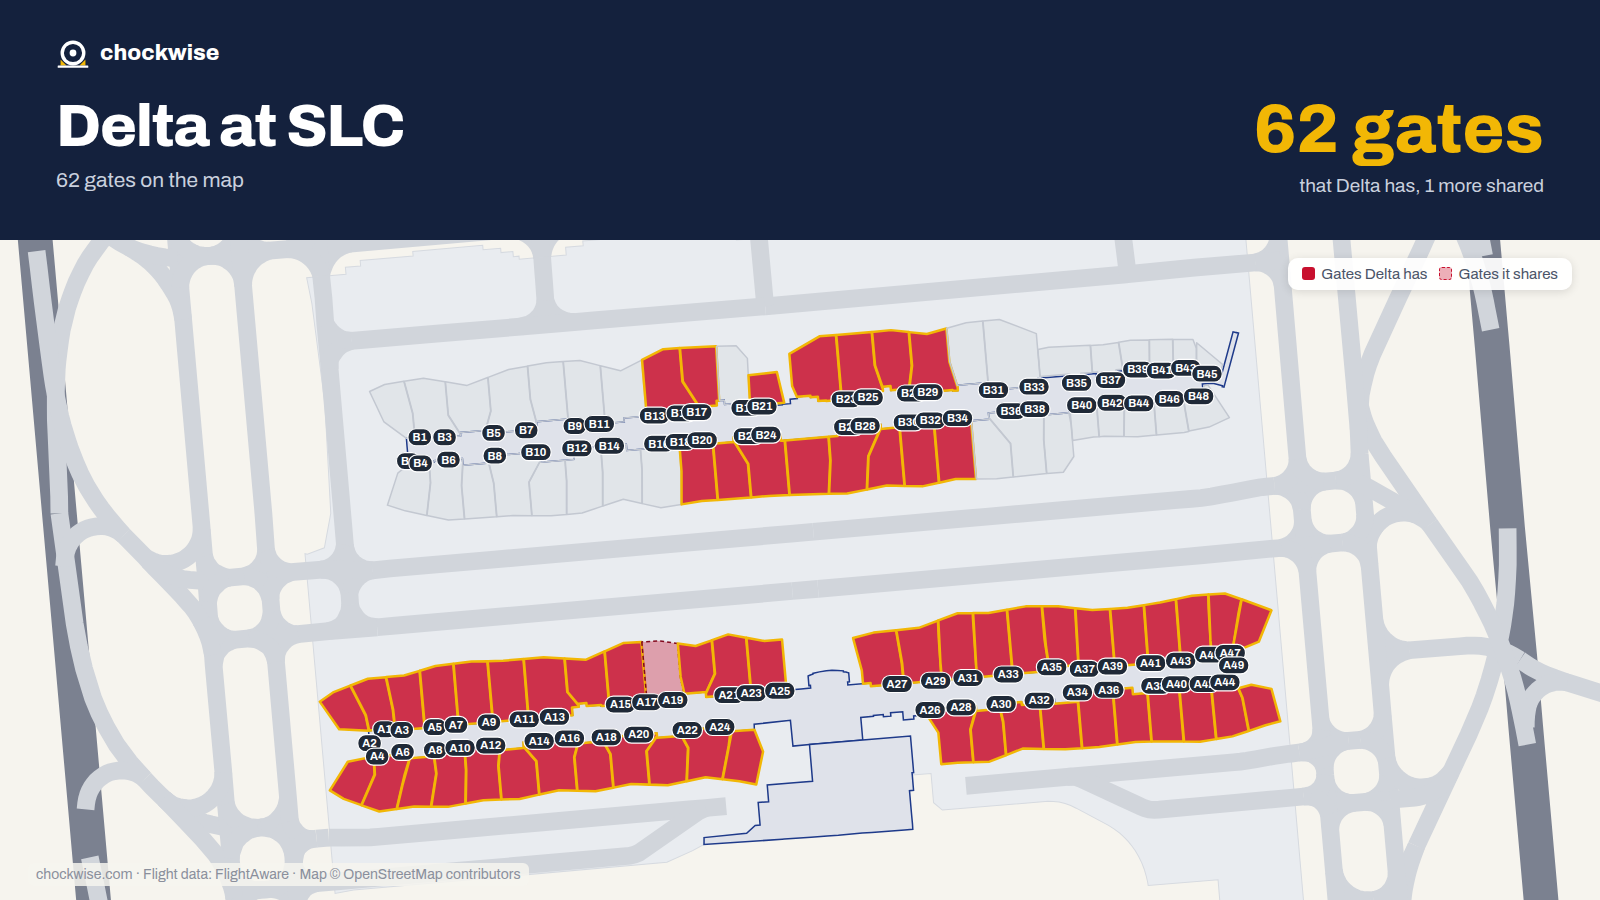 chockwise
Delta at SLC
62 gates on the map
62 gates
that Delta has, 1 more shared
Gates Delta has
Gates it shares
B39 B41 B45
B31 B33 B35 B37
B25 B29
B40 B42 B44 B46 B48
B13 B17 B21
B36 B38
B1 B3 B5 B7 B9 B11
B28 B30 B32 B34
B4 B6 B8 B10 B12 B14 B20 B24
A41 A43 A47
A49
A27 A29 A31 A33 A35 A37 A39
A40 A44
A15 A17 A19 A23 A25
A26 A28 A30 A32 A34 A36
A3 A5 A7 A9 A11 A13
A2
A4 A6 A8 A10 A12 A14 A16 A18 A20 A22 A24
chockwise.com · Flight data: FlightAware · Map © OpenStreetMap contributors